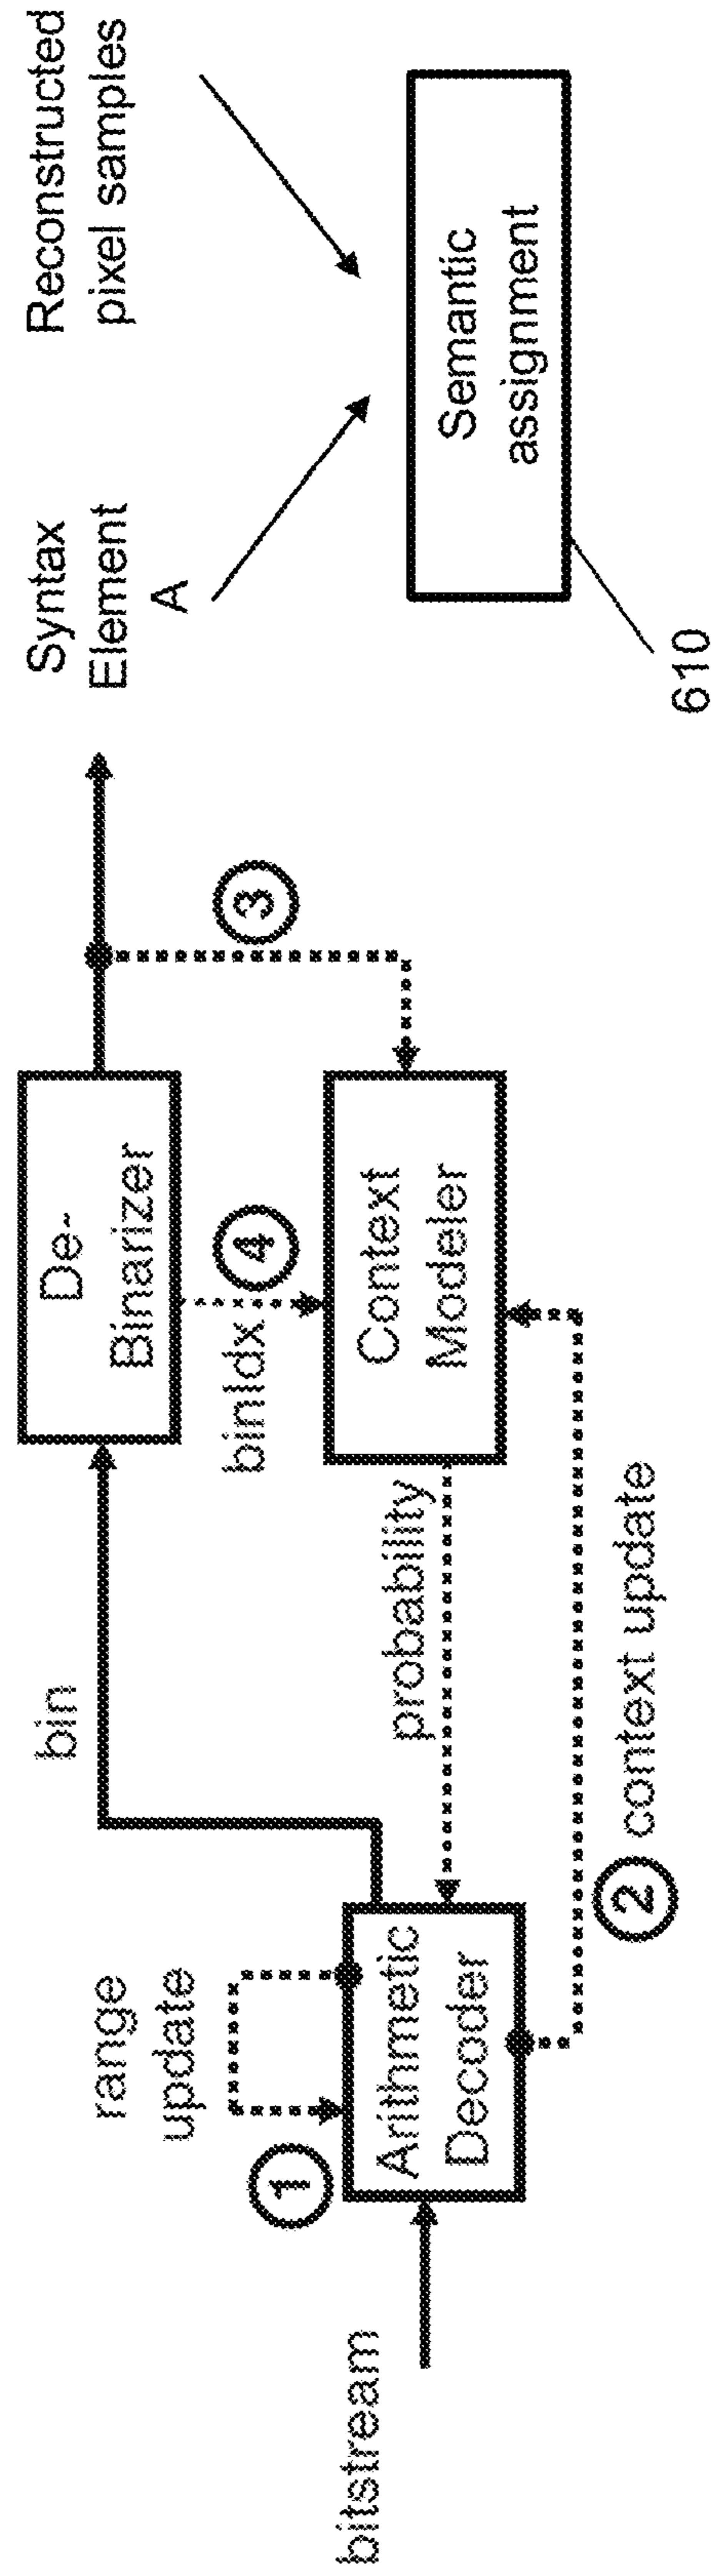 bitstream
1
range
update
Arithmetic
Decoder
bin
probability
2 context update
De-
Binarizer
binIdx
4
Context
Modeler
3
Syntax
Element
A
Reconstructed
pixel samples
Semantic
assignment
610